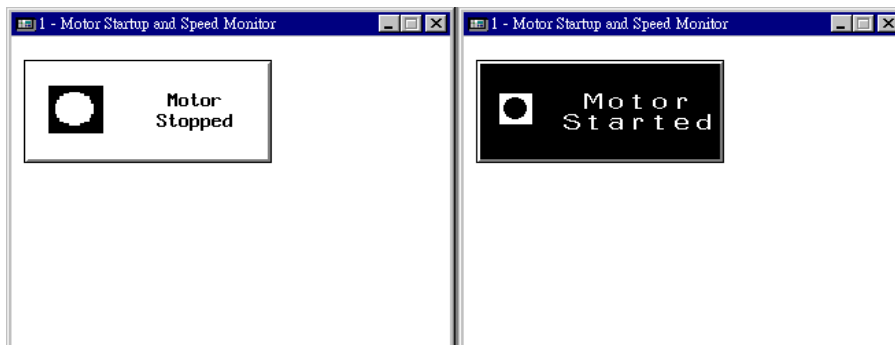 1 - Motor Startup and Speed Monitor
Motor
Stopped
1 - Motor Startup and Speed Monitor
Motor
Started